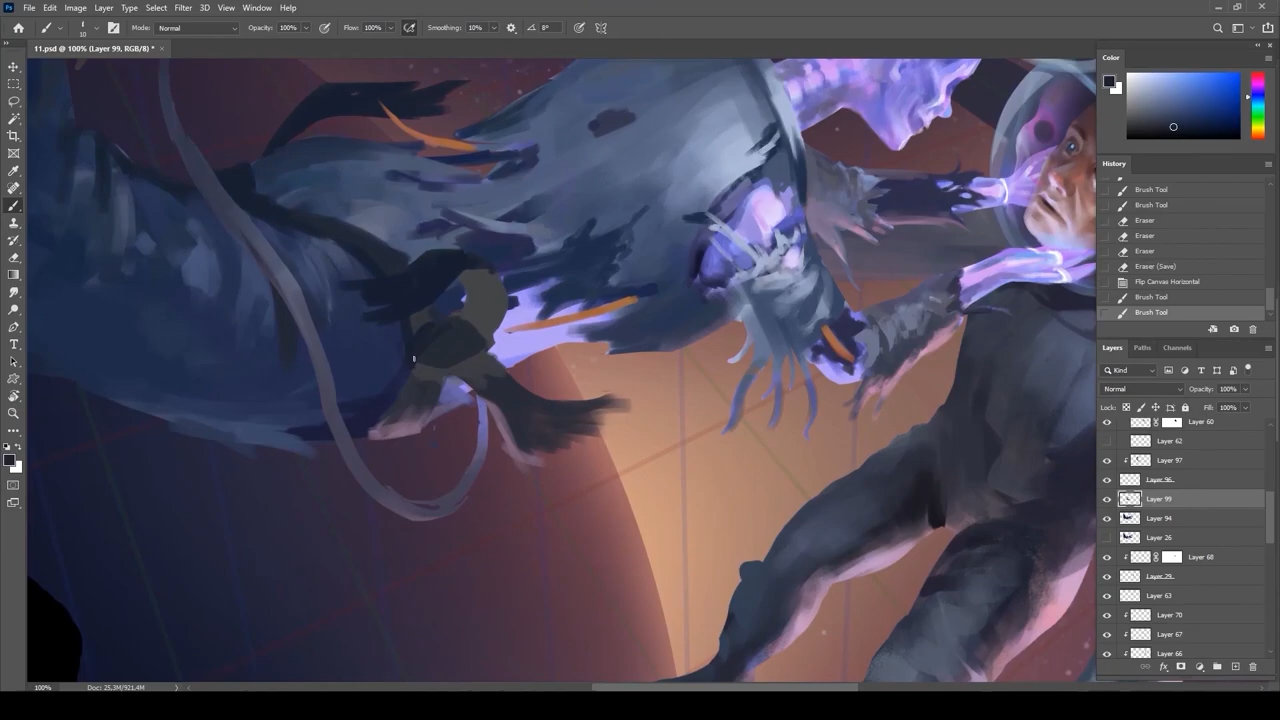 File Edit Image Layer Type Select Filter 3D View Window Help
10 Mode: Normal Opacity: 100% Flow: 100% Smoothing: 10% 8°
11.psd @ 100% (Layer 99, RGB/8) *
Color
History
Brush Tool
Brush Tool
Eraser
Eraser
Eraser
Eraser (Save)
Flip Canvas Horizontal
Brush Tool
Brush Tool
Layers Paths Channels
Kind
Normal Opacity: 100%
Lock: Fill: 100%
Layer 60
Layer 62
Layer 97
Layer 96
Layer 99
Layer 94
Layer 26
Layer 68
Layer 29
Layer 63
Layer 70
Layer 67
Layer 66
100% Doc: 25.3M/921.4M